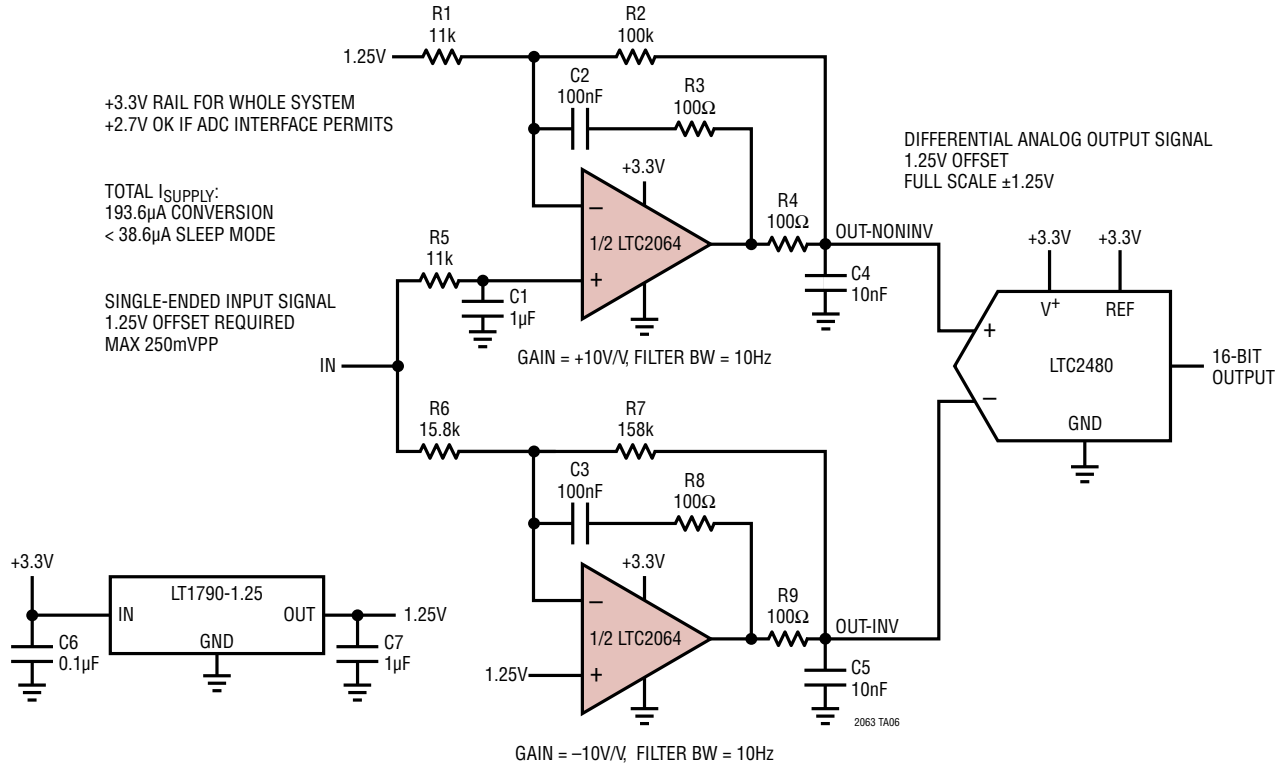 R1
11k
R2
100k
1.25V
C2
100nF
R3
100Ω
+3.3V RAIL FOR WHOLE SYSTEM
+2.7V OK IF ADC INTERFACE PERMITS
DIFFERENTIAL ANALOG OUTPUT SIGNAL
1.25V OFFSET
FULL SCALE ±1.25V
TOTAL ISUPPLY:
193.6µA CONVERSION
< 38.6µA SLEEP MODE
+3.3V
–
1/2 LTC2064
+
R4
100Ω
OUT-NONINV
R5
11k
C1
1µF
C4
10nF
+3.3V
+3.3V
V+
REF
+
LTC2480
–
GND
16-BIT
OUTPUT
SINGLE-ENDED INPUT SIGNAL
1.25V OFFSET REQUIRED
MAX 250mVPP
IN
GAIN = +10V/V, FILTER BW = 10Hz
R6
15.8k
R7
158k
C3
100nF
R8
100Ω
+3.3V
–
1/2 LTC2064
+
1.25V
R9
100Ω
OUT-INV
C5
10nF
2063 TA06
+3.3V
LT1790-1.25
IN
OUT
GND
1.25V
C6
0.1µF
C7
1µF
GAIN = –10V/V, FILTER BW = 10Hz